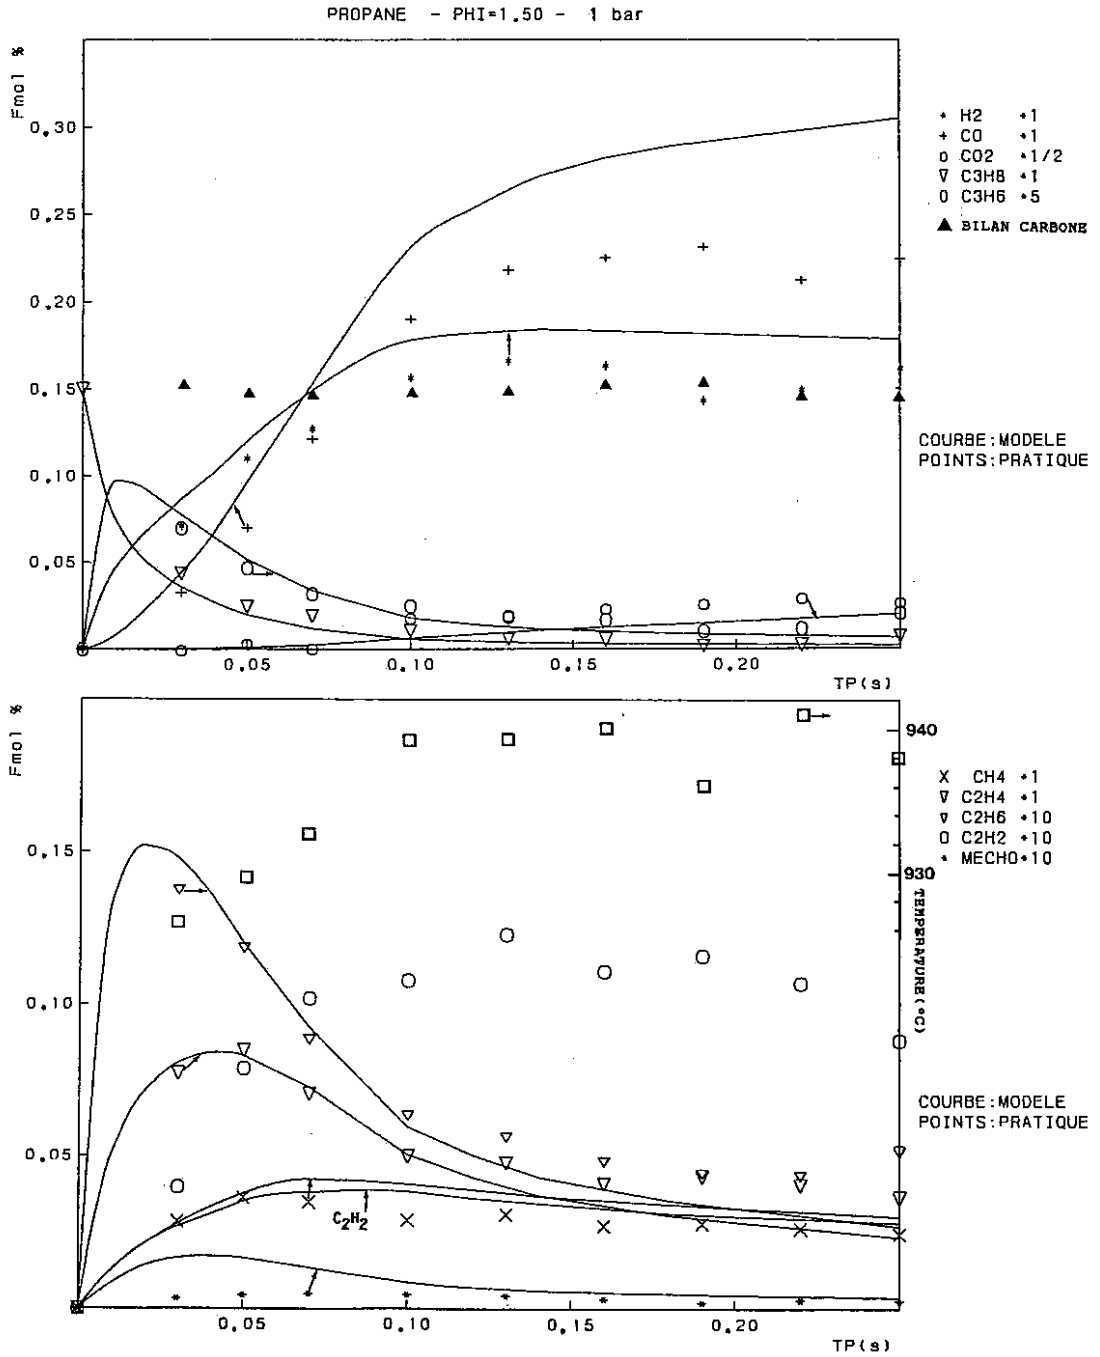 PROPANE - PHI=1.50 - 1 bar
Fmol %
0.30
0.25
0.20
0.15
0.10
0.05
0.05 0.10 0.15 0.20
TP(s)
* H2 *1
+ CO *1
O CO2 *1/2
∇ C3H8 *1
O C3H6 *5
▲ BILAN CARBONE
COURBE:MODELE
POINTS:PRATIQUE
Fmol %
0.15
0.10
0.05
0.05 0.10 0.15 0.20
TP(s)
940
930
TEMPERATURE(°C)
C2H2
X CH4 *1
∇ C2H4 *1
∇ C2H6 *10
O C2H2 *10
* MECHO*10
COURBE:MODELE
POINTS:PRATIQUE